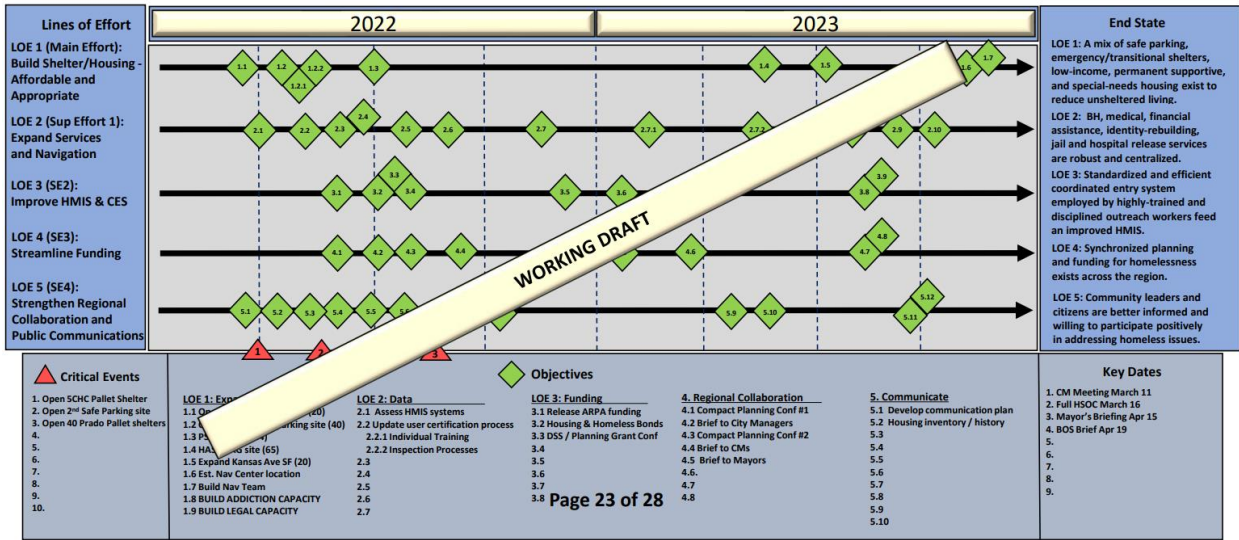 Lines of Effort
2022
2023
End State
LOE 1 (Main Effort):
Build Shelter/Housing -
Affordable and
Appropriate
LOE 2 (Sup Effort 1):
Expand Services
and Navigation
LOE 3 (SE2):
Improve HMIS & CES
LOE 4 (SE3):
Streamline Funding
LOE 5 (SE4):
Strengthen Regional
Collaboration and
Public Communications
1.1
1.2
1.2.1
1.2.2
1.3
1.4
1.5
1.6
1.7
2.1
2.2
2.3
2.4
2.5
2.6
2.7
2.7.1
2.7.2
2.9
2.10
3.1
3.2
3.3
3.4
3.5
3.6
3.8
3.9
4.1
4.2
4.3
4.4
4.6
4.7
4.8
5.1
5.2
5.3
5.4
5.5
5.9
5.10
5.11
5.12
1
2
3
WORKING DRAFT
LOE 1: A mix of safe parking,
emergency/transitional shelters,
low-income, permanent supportive,
and special-needs housing exist to
reduce unsheltered living.
LOE 2: BH, medical, financial
assistance, identity-rebuilding,
jail and hospital release services
are robust and centralized.
LOE 3: Standardized and efficient
coordinated entry system
employed by highly-trained and
disciplined outreach workers feed
an improved HMIS.
LOE 4: Synchronized planning
and funding for homelessness
exists across the region.
LOE 5: Community leaders and
citizens are better informed and
willing to participate positively
in addressing homeless issues.
Critical Events
1. Open SCHC Pallet Shelter
2. Open 2nd Safe Parking site
3. Open 40 Prado Pallet shelters
4.
5.
6.
7.
8.
9.
10.
Objectives
LOE 1:
1.1 (20)
1.2 site (40)
1.3
1.4 site (65)
1.5 Expand Kansas Ave SF (20)
1.6 Est. Nav Center location
1.7 Build Nav Team
1.8 BUILD ADDICTION CAPACITY
1.9 BUILD LEGAL CAPACITY
LOE 2: Data
2.1 Assess HMIS systems
2.2 Update user certification process
2.2.1 Individual Training
2.2.2 Inspection Processes
2.3
2.4
2.5
2.6
2.7
LOE 3: Funding
3.1 Release ARPA funding
3.2 Housing & Homeless Bonds
3.3 DSS / Planning Grant Conf
3.4
3.5
3.6
3.7
3.8
Page 23 of 28
4. Regional Collaboration
4.1 Compact Planning Conf #1
4.2 Brief to City Managers
4.3 Compact Planning Conf #2
4.4 Brief to CMs
4.5 Brief to Mayors
4.6.
4.7
4.8
5. Communicate
5.1 Develop communication plan
5.2 Housing inventory / history
5.3
5.4
5.5
5.6
5.7
5.8
5.9
5.10
Key Dates
1. CM Meeting March 11
2. Full HSOC March 16
3. Mayor's Briefing Apr 15
4. BOS Brief Apr 19
5.
6.
7.
8.
9.